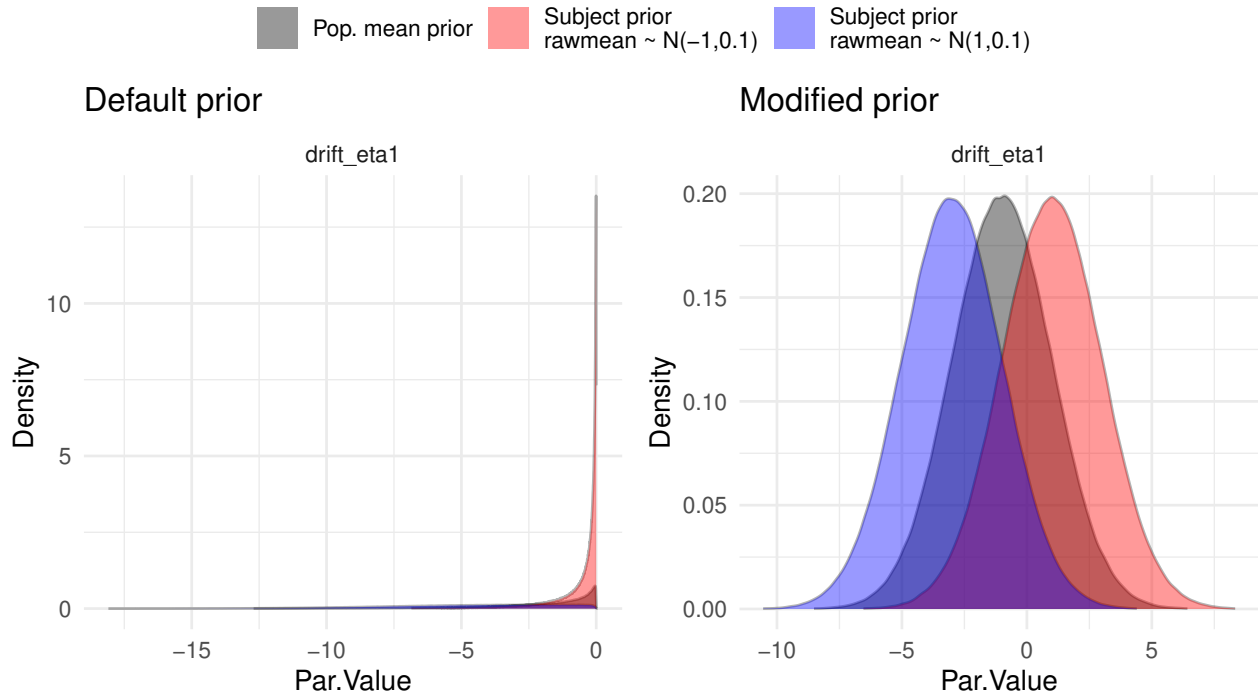 Pop. mean prior
Subject prior
rawmean ~ N(−1,0.1)
Subject prior
rawmean ~ N(1,0.1)
Default prior
Modified prior
drift_eta1
drift_eta1
Density
10
5
0
−15
−10
−5
0
Par.Value
Density
0.20
0.15
0.10
0.05
0.00
−10
−5
0
5
Par.Value